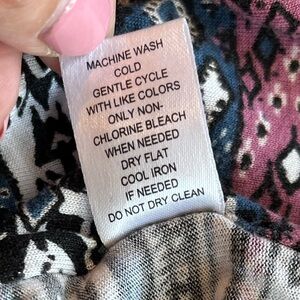 MACHINE WASH
COLD
GENTLE CYCLE
WITH LIKE COLORS
ONLY NON-
CHLORINE BLEACH
WHEN NEEDED
DRY FLAT
COOL IRON
IF NEEDED
DO NOT DRY CLEAN